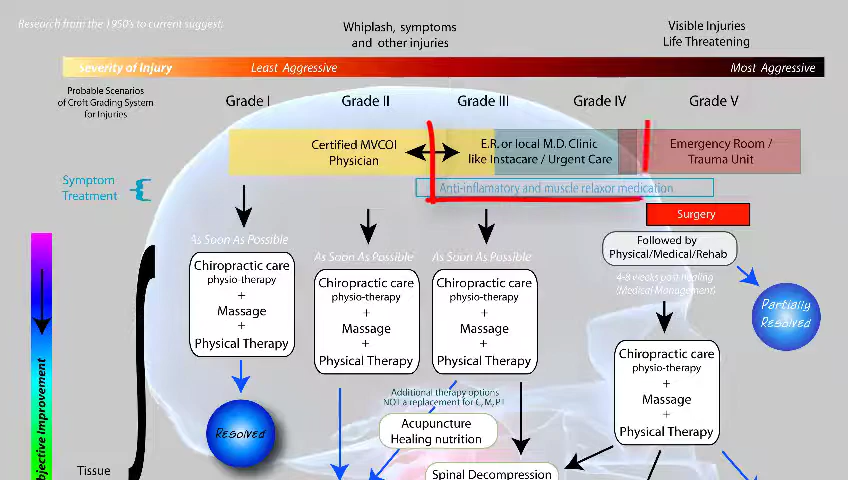 Research from the 1950's to current suggest:
Whiplash, symptoms
and other injuries
Visible Injuries
Life Threatening
Severity of Injury
Least Aggressive
Most Aggressive
Probable Scenarios
of Croft Grading System
for Injuries
Grade I
Grade II
Grade III
Grade IV
Grade V
Certified MVCOI
Physician
E.R. or local M.D. Clinic
like Instacare / Urgent Care
Emergency Room /
Trauma Unit
Symptom
Treatment
Anti-inflamatory and muscle relaxor medication
Surgery
Followed by
Physical/Medical/Rehab
4-8 weeks post healing
(Medical Management)
Partially
Resolved
As Soon As Possible
Chiropractic care
physio-therapy
+
Massage
+
Physical Therapy
As Soon As Possible
Chiropractic care
physio-therapy
+
Massage
+
Physical Therapy
As Soon As Possible
Chiropractic care
physio-therapy
+
Massage
+
Physical Therapy
Chiropractic care
physio-therapy
+
Massage
+
Physical Therapy
Resolved
Additional therapy options
NOT a replacement for C, M, PT
Acupuncture
Healing nutrition
Spinal Decompression
bjective Improvement
Tissue